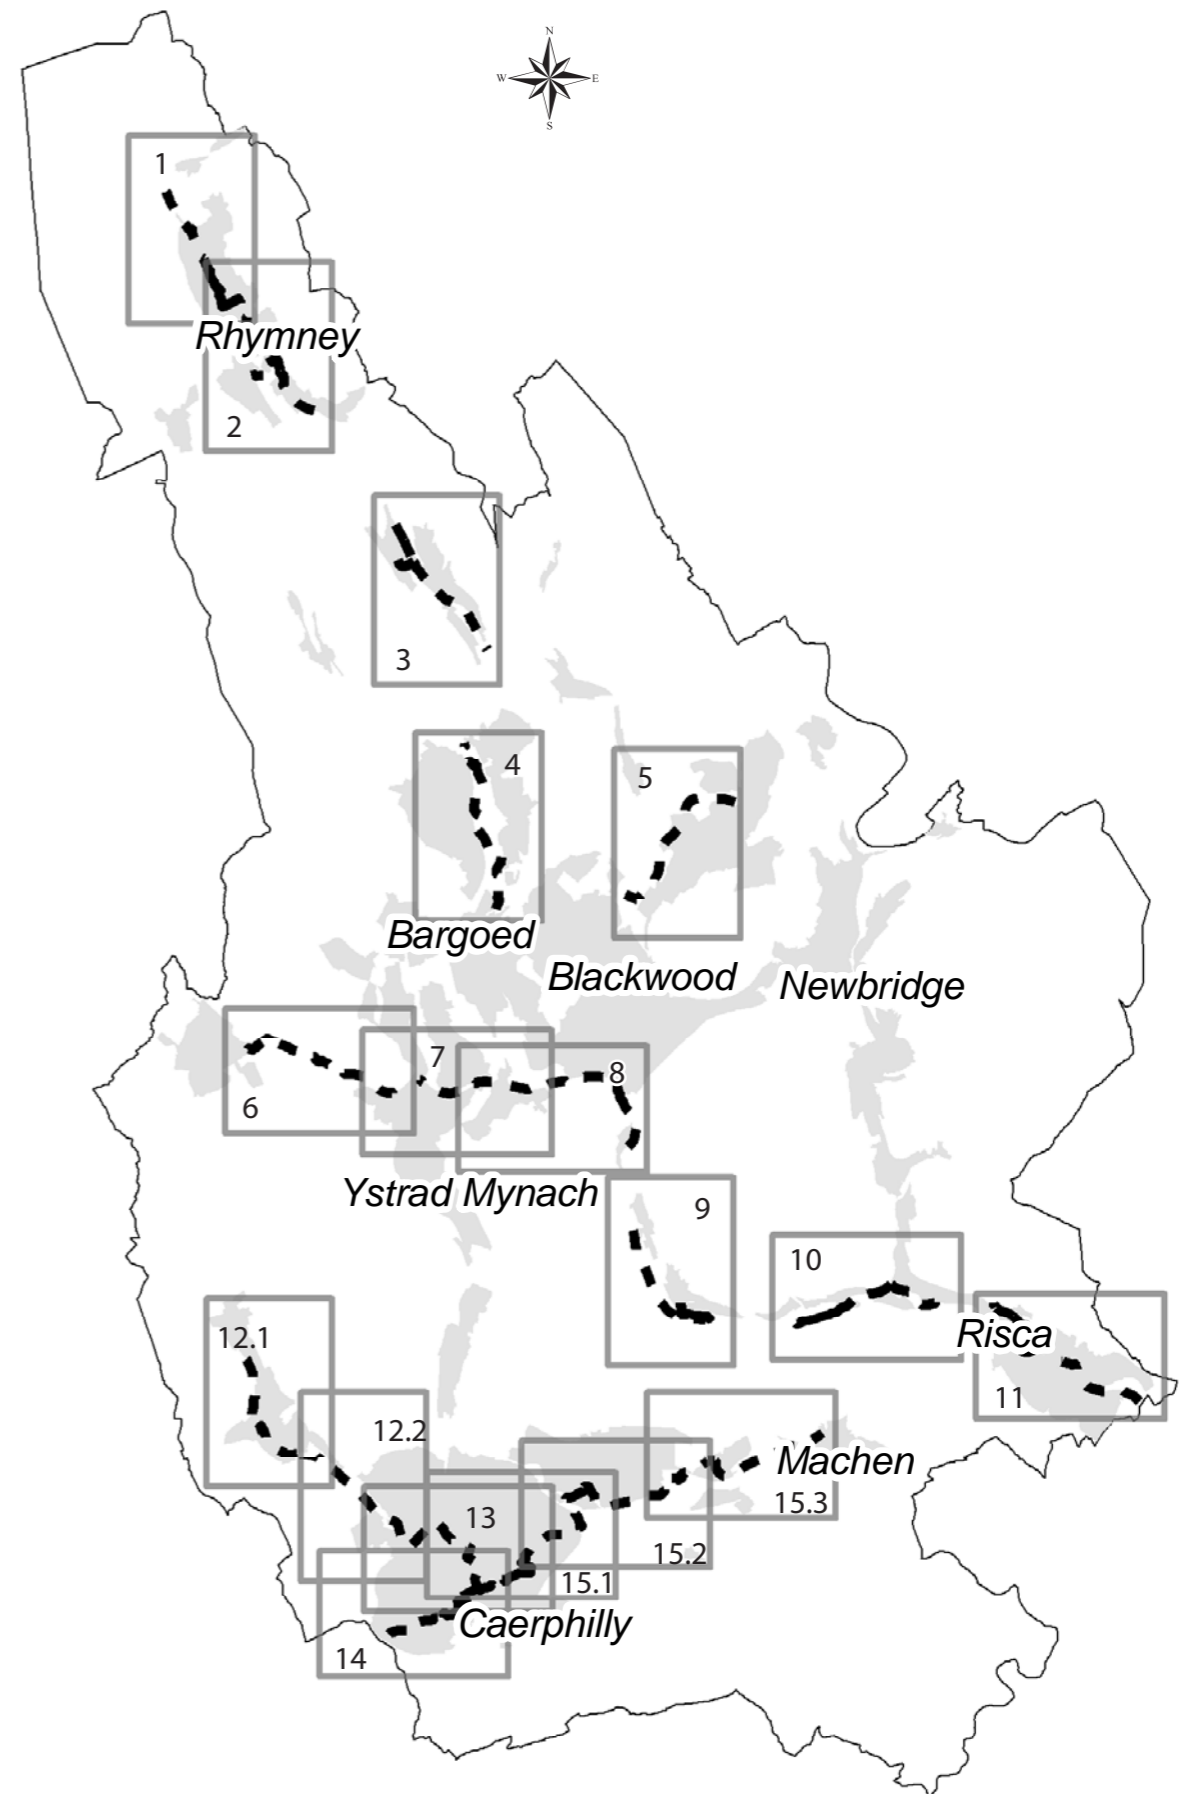 N
W E
S
1
Rhymney
2
3
4
5
Bargoed
Blackwood
Newbridge
7
8
6
Ystrad Mynach
9
10
Risca
12.1
11
12.2
Machen
15.3
13
15.2
15.1
Caerphilly
14